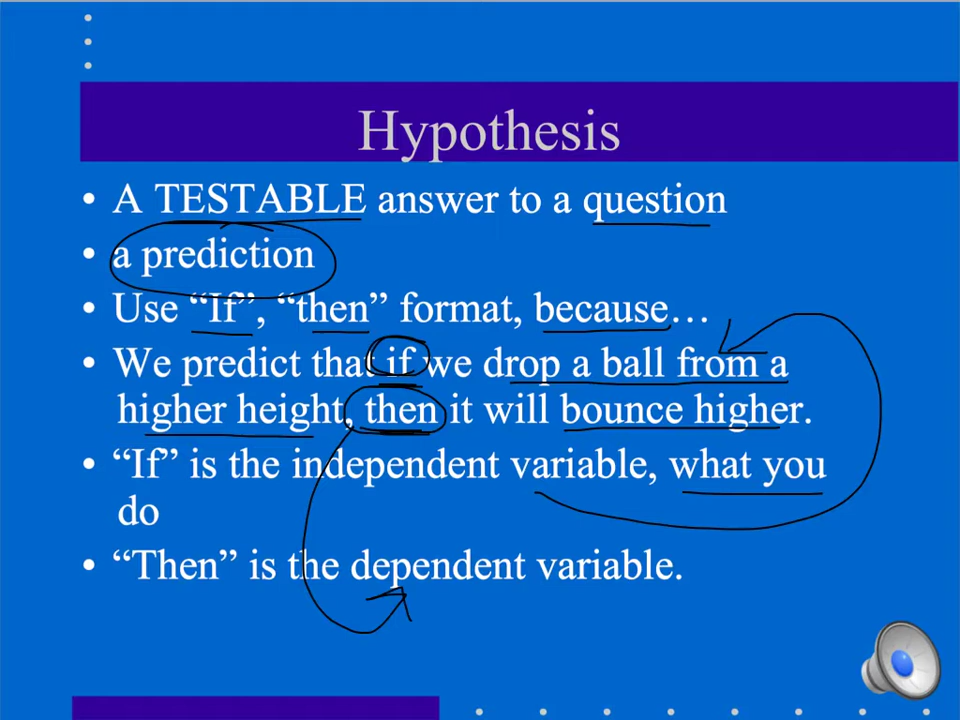 Hypothesis
• A TESTABLE answer to a question
• a prediction
• Use “If”, “then” format, because…
• We predict that if we drop a ball from a
higher height, then it will bounce higher.
• “If” is the independent variable, what you
do
• “Then” is the dependent variable.